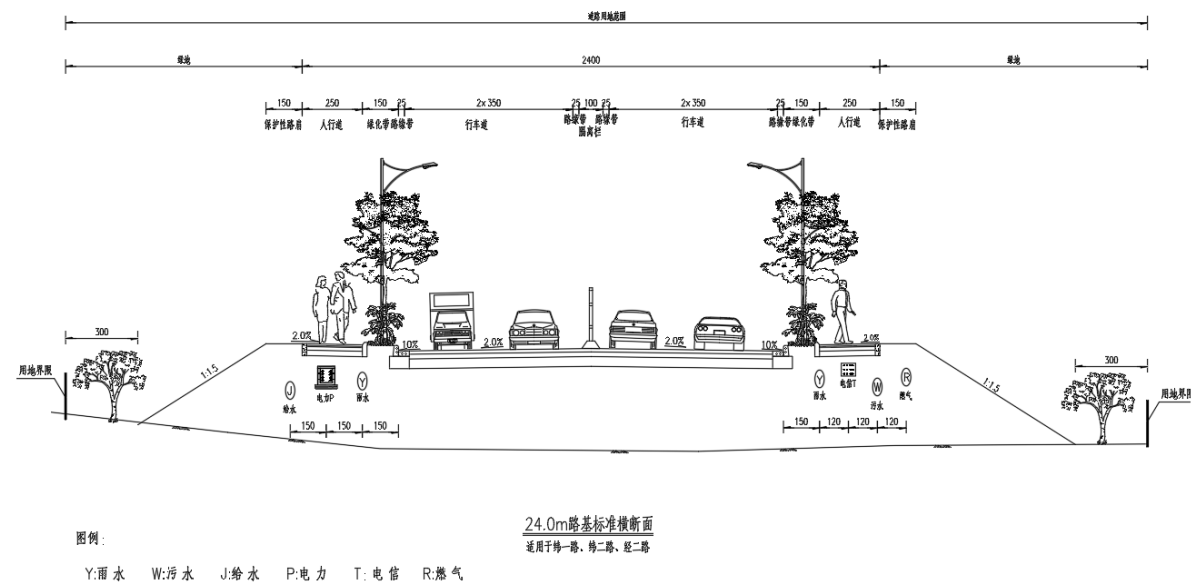 道路用地范围
绿地 2400 绿地
150 250 150 25 2x350 25 100 25 2x350 25 150 250 150
保护性路肩 人行道 绿化带 路缘带 行车道 路缘带 路缘带 行车道 路缘带 绿化带 人行道 保护性路肩
隔离栏
300 2.0% 10% 2.0% 2.0% 10% 2.0% 300
用地界限 1:1.5 1:1.5 用地界限
J Y Y W R
给水 电力P 雨水 雨水 电信T 污水 燃气
150 150 150 150 120 120 120
24.0m路基标准横断面
适用于纬一路、纬二路、经二路
图例:
Y:雨水 W:污水 J:给水 P:电力 T:电信 R:燃气